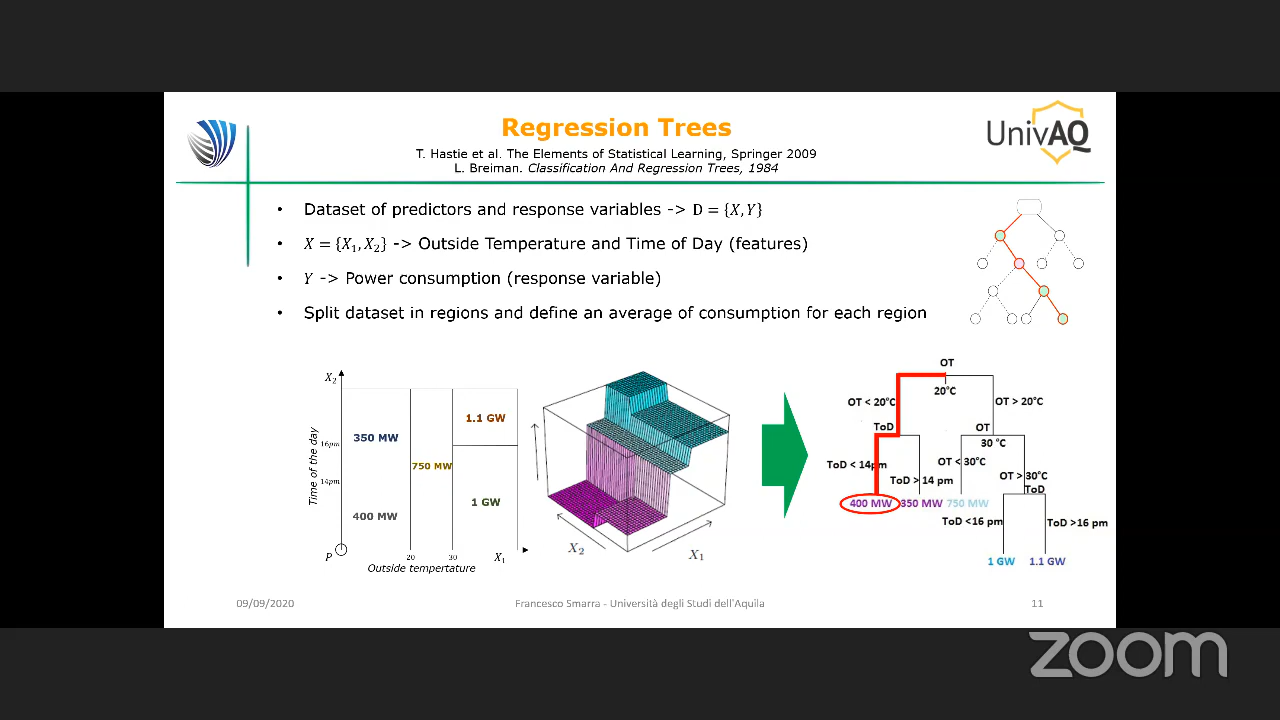 Regression Trees
UnivAQ
T. Hastie et al. The Elements of Statistical Learning, Springer 2009
L. Breiman. Classification And Regression Trees, 1984
• Dataset of predictors and response variables -> D = {X, Y}
• X = {X₁, X₂} -> Outside Temperature and Time of Day (features)
• Y -> Power consumption (response variable)
• Split dataset in regions and define an average of consumption for each region
X₂
Time of the day
16pm
14pm
350 MW
400 MW
750 MW
1.1 GW
1 GW
P
20
30
X₁
Outside tempertature
X₂
X₁
OT
20°C
OT < 20°C
OT > 20°C
ToD
OT
30 °C
ToD < 14pm
ToD > 14 pm
OT < 30°C
OT > 30°C
ToD
400 MW
350 MW
750 MW
ToD <16 pm
ToD >16 pm
1 GW
1.1 GW
09/09/2020
Francesco Smarra - Università degli Studi dell'Aquila
11
zoom